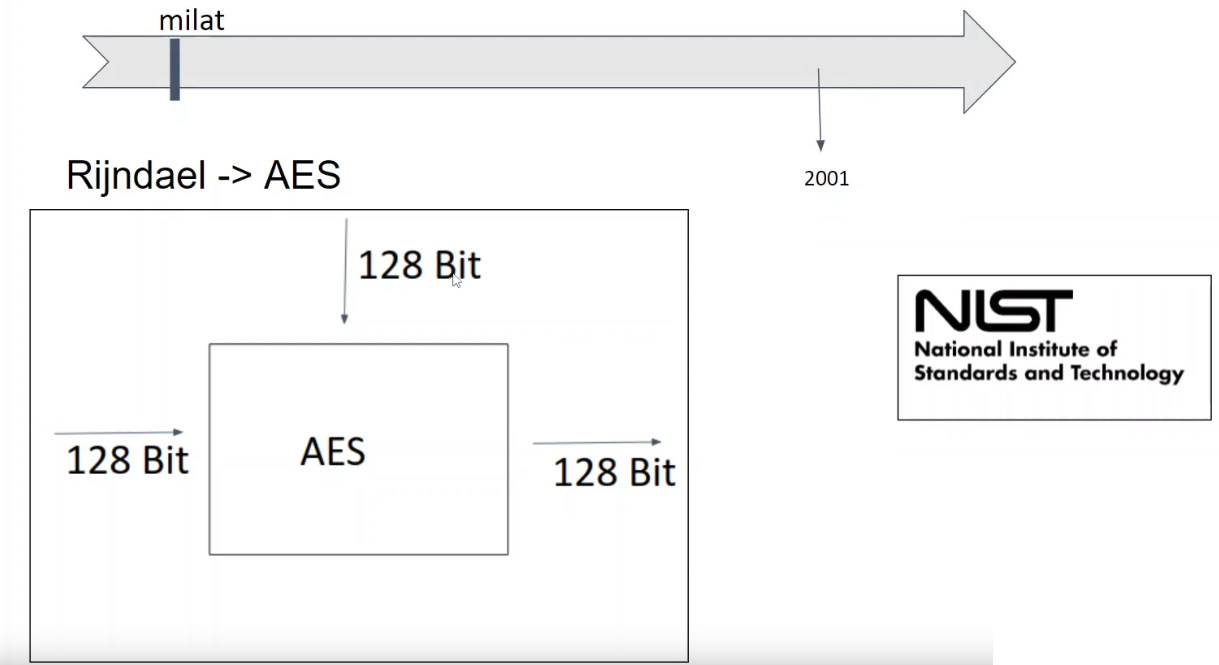 milat
2001
Rijndael -> AES
128 Bit
128 Bit
AES
128 Bit
NIST
National Institute of
Standards and Technology